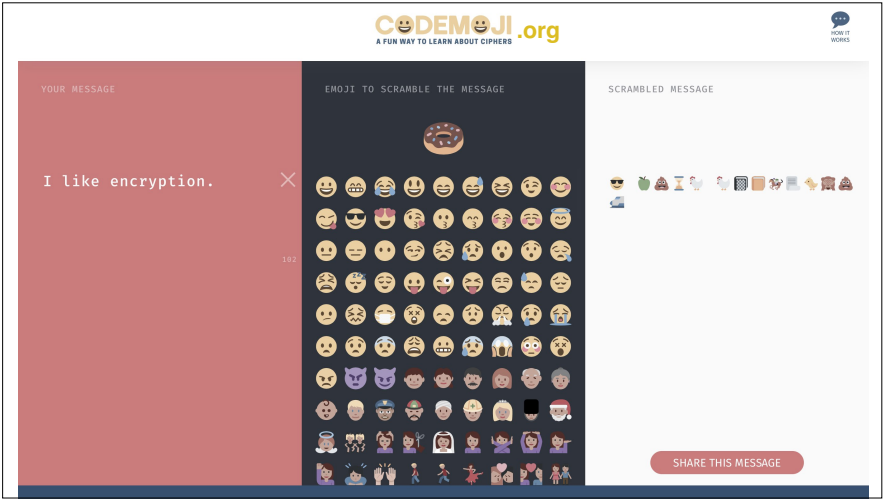 CODEMOJI.org
A FUN WAY TO LEARN ABOUT CIPHERS
HOW IT
WORKS
YOUR MESSAGE
EMOJI TO SCRAMBLE THE MESSAGE
SCRAMBLED MESSAGE
I like encryption.
102
SHARE THIS MESSAGE